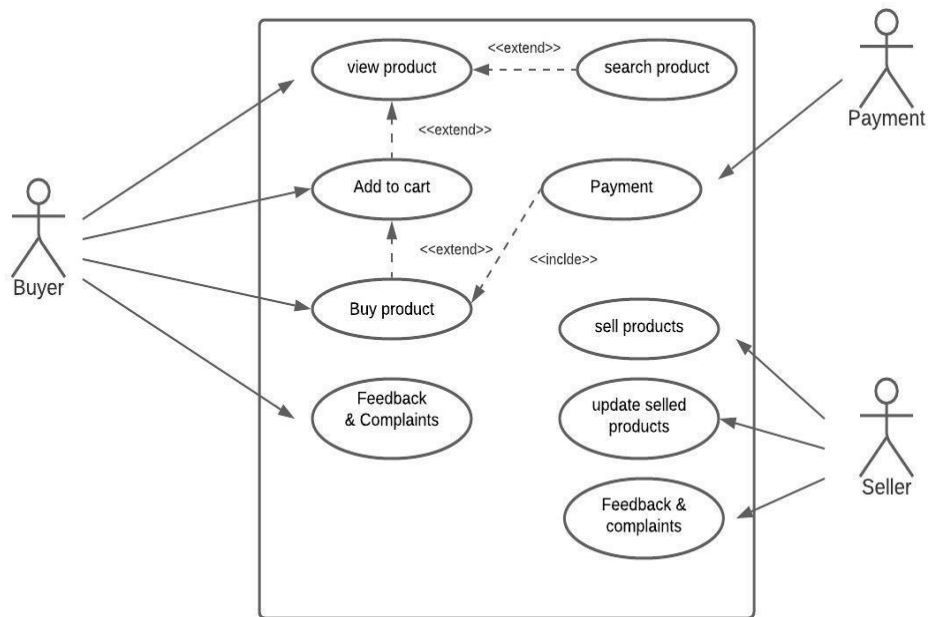 <<extend>>
view product
search product
Payment
<<extend>>
Add to cart
Payment
<<extend>>
<<inclde>>
Buyer
Buy product
sell products
Feedback
& Complaints
update selled
products
Seller
Feedback &
complaints